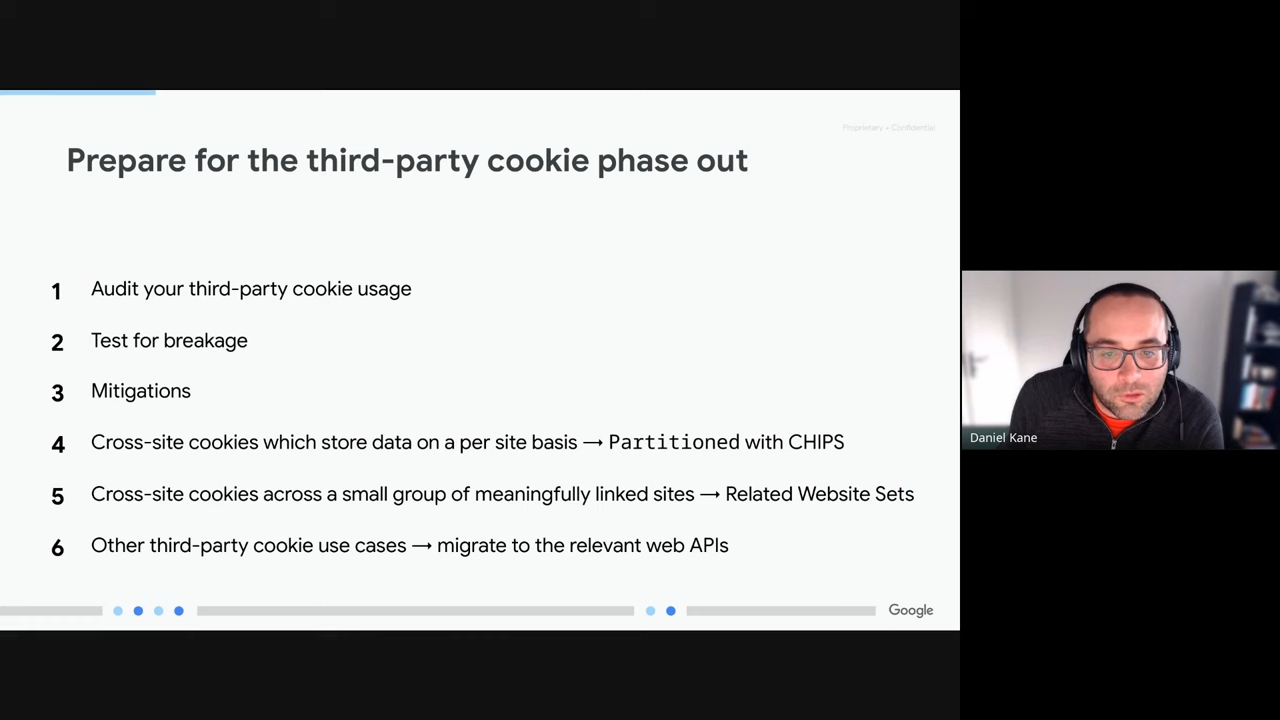 Proprietary + Confidential
Prepare for the third-party cookie phase out
1 Audit your third-party cookie usage
2 Test for breakage
3 Mitigations
4 Cross-site cookies which store data on a per site basis → Partitioned with CHIPS
5 Cross-site cookies across a small group of meaningfully linked sites → Related Website Sets
6 Other third-party cookie use cases → migrate to the relevant web APIs
Google
Daniel Kane